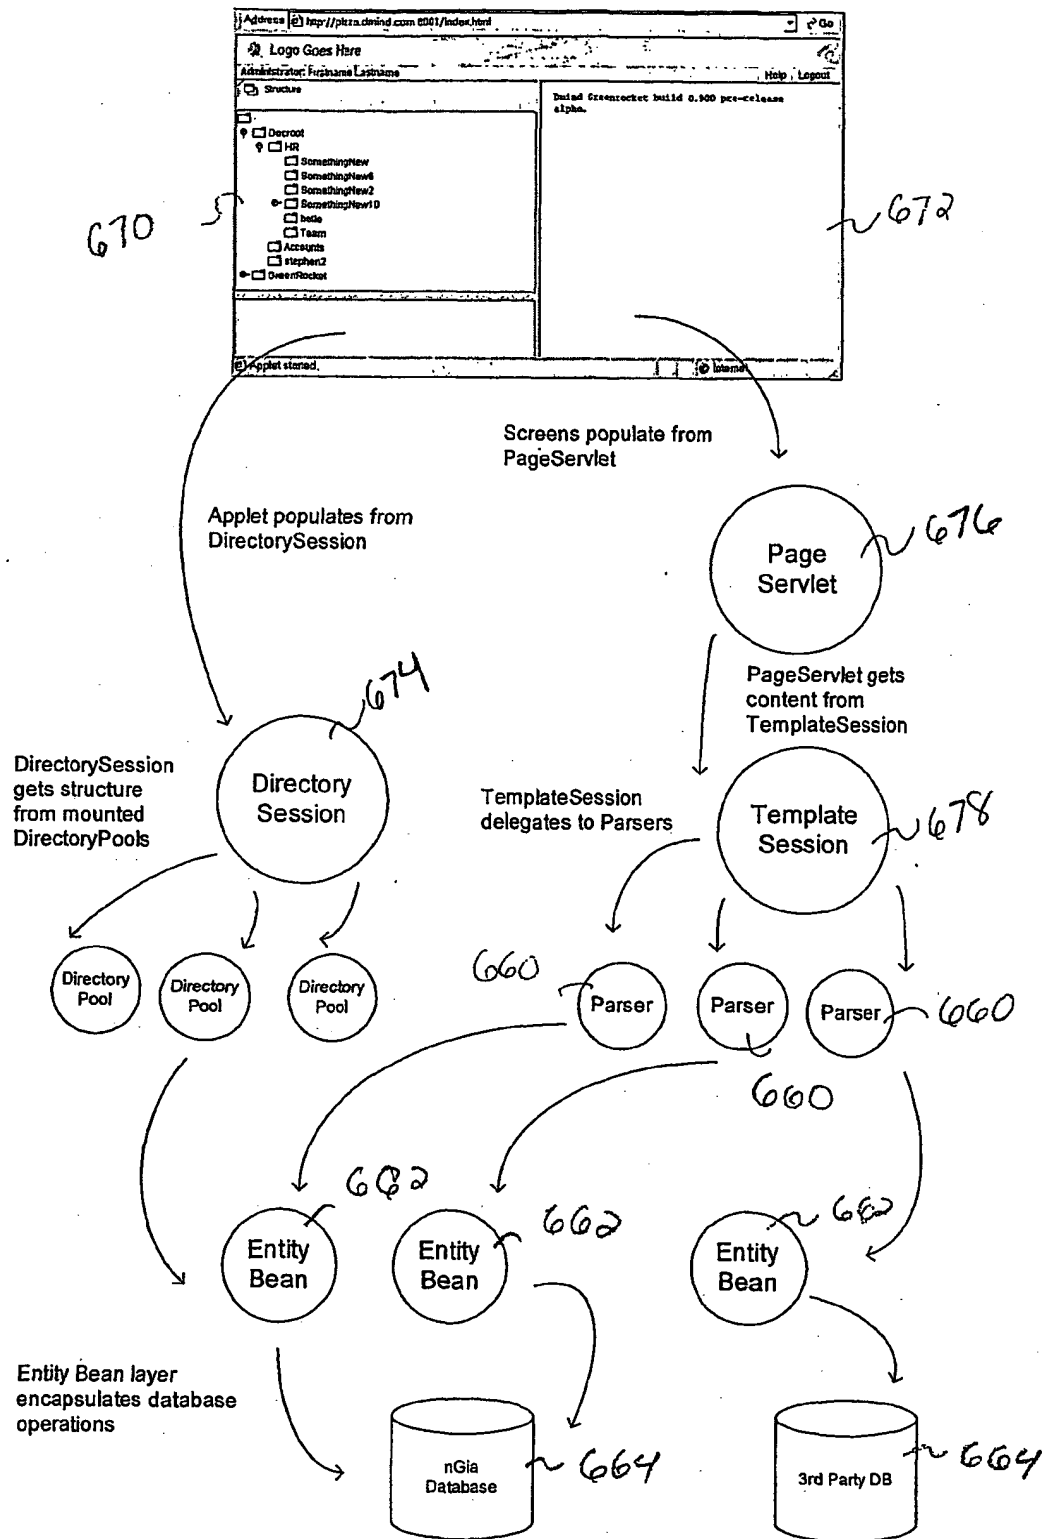 Address http://pizza.dmind.com:8001/index.html Go
Logo Goes Here
Administrator: Firstname Lastname
Help Logout
Structure
Dmind Greenrocket build 0.900 pre-release
alpha.
Docroot
HR
SomethingNew
SomethingNew6
SomethingNew2
SomethingNew10
Team
Accounts
stephen2
GreenRocket
670
672
Applet started.
Internet
Screens populate from
PageServlet
Applet populates from
DirectorySession
Page
Servlet
676
674
PageServlet gets
content from
TemplateSession
DirectorySession
gets structure
from mounted
DirectoryPools
Directory
Session
TemplateSession
delegates to Parsers
Template
Session
678
Directory
Pool
Directory
Pool
Directory
Pool
660
Parser
Parser
Parser
660
660
662
662
662
Entity
Bean
Entity
Bean
Entity
Bean
Entity Bean layer
encapsulates database
operations
nGia
Database
664
3rd Party DB
664